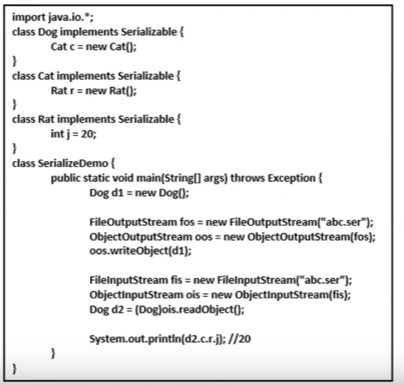 import java.io.*;
class Dog implements Serializable {
Cat c = new Cat();
}
class Cat implements Serializable {
Rat r = new Rat();
}
class Rat implements Serializable {
int j = 20;
}
class SerializeDemo {
public static void main(String[] args) throws Exception {
Dog d1 = new Dog();
FileOutputStream fos = new FileOutputStream("abc.ser");
ObjectOutputStream oos = new ObjectOutputStream(fos);
oos.writeObject(d1);
FileInputStream fis = new FileInputStream("abc.ser");
ObjectInputStream ois = new ObjectInputStream(fis);
Dog d2 = (Dog)ois.readObject();
System.out.println(d2.c.r.j); //20
}
}